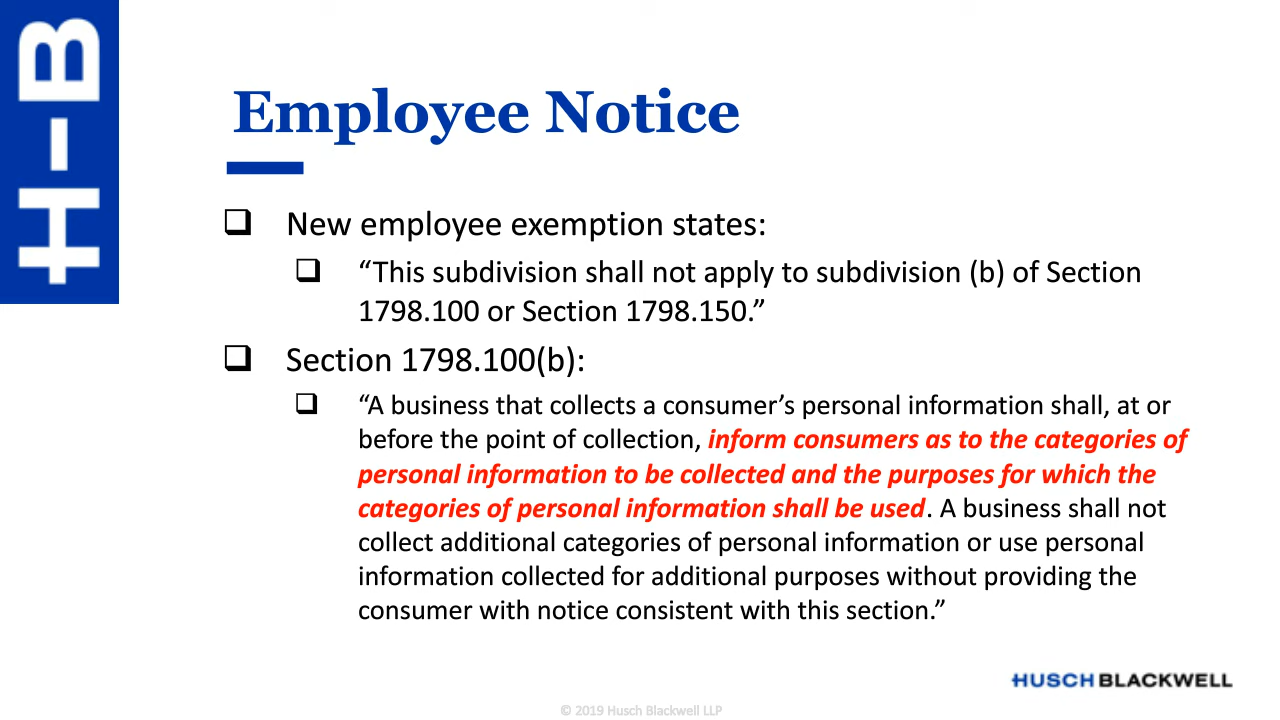 H-B
Employee Notice
New employee exemption states:
“This subdivision shall not apply to subdivision (b) of Section
1798.100 or Section 1798.150.”
Section 1798.100(b):
“A business that collects a consumer’s personal information shall, at or
before the point of collection, inform consumers as to the categories of
personal information to be collected and the purposes for which the
categories of personal information shall be used. A business shall not
collect additional categories of personal information or use personal
information collected for additional purposes without providing the
consumer with notice consistent with this section.”
HUSCH BLACKWELL
© 2019 Husch Blackwell LLP